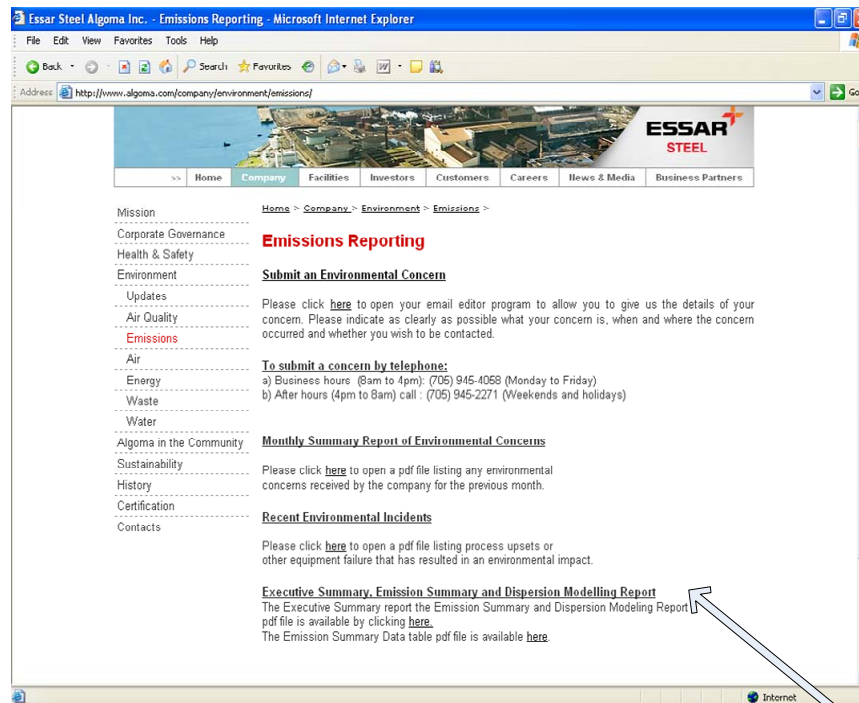 Essar Steel Algoma Inc. - Emissions Reporting - Microsoft Internet Explorer
File Edit View Favorites Tools Help
Back Search Favorites
Address http://www.algoma.com/company/environment/emissions/ Go
ESSAR
STEEL
>> Home Company Facilities Investors Customers Careers News & Media Business Partners
Home > Company > Environment > Emissions >
Mission
Corporate Governance
Health & Safety
Environment
Updates
Air Quality
Emissions
Air
Energy
Waste
Water
Algoma in the Community
Sustainability
History
Certification
Contacts
Emissions Reporting
Submit an Environmental Concern
Please click here to open your email editor program to allow you to give us the details of your
concern. Please indicate as clearly as possible what your concern is, when and where the concern
occurred and whether you wish to be contacted.
To submit a concern by telephone:
a) Business hours (8am to 4pm): (705) 945-4058 (Monday to Friday)
b) After hours (4pm to 8am) call : (705) 945-2271 (Weekends and holidays)
Monthly Summary Report of Environmental Concerns
Please click here to open a pdf file listing any environmental
concerns received by the company for the previous month.
Recent Environmental Incidents
Please click here to open a pdf file listing process upsets or
other equipment failure that has resulted in an environmental impact.
Executive Summary, Emission Summary and Dispersion Modelling Report
The Executive Summary report the Emission Summary and Dispersion Modeling Report
pdf file is available by clicking here.
The Emission Summary Data table pdf file is available here.
Internet